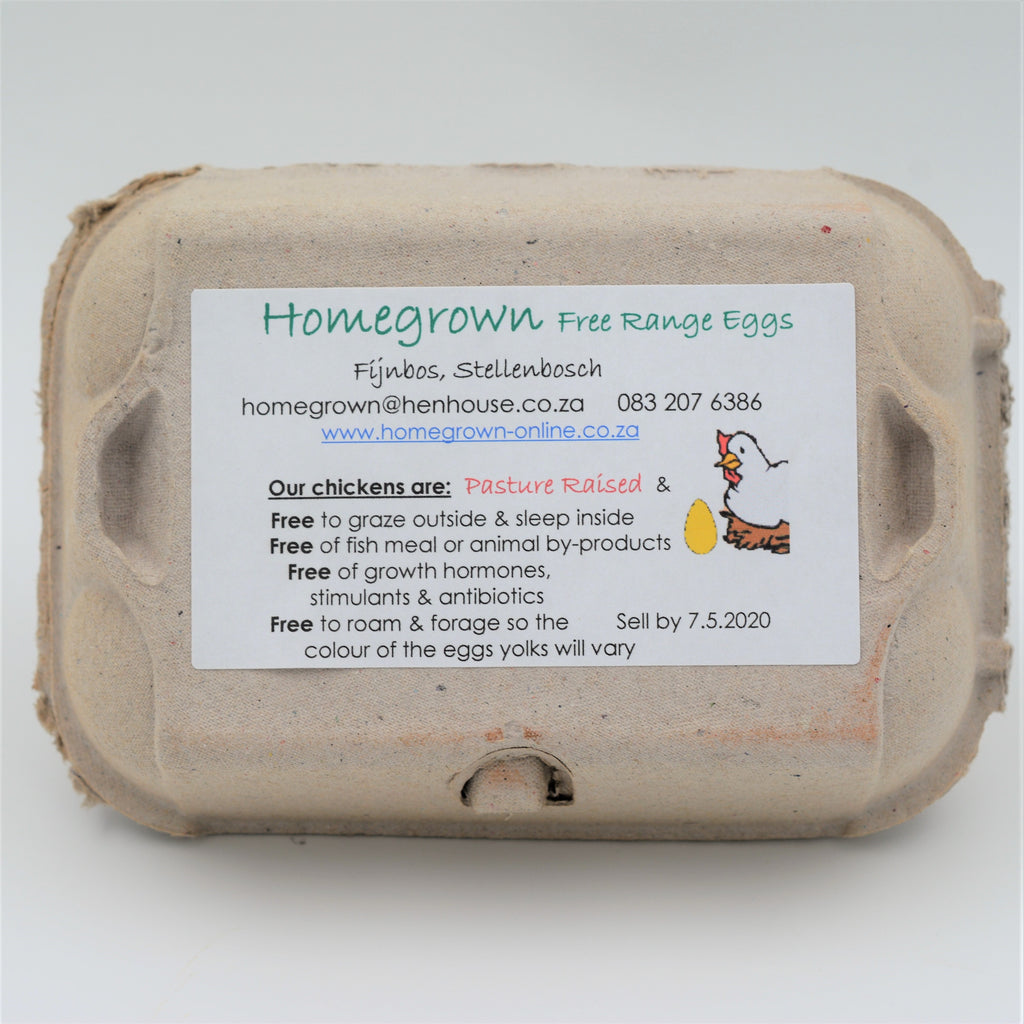 Homegrown Free Range Eggs
Fijnbos, Stellenbosch
homegrown@henhouse.co.za 083 207 6386
www.homegrown-online.co.za
Our chickens are: Pasture Raised &
Free to graze outside & sleep inside
Free of fish meal or animal by-products
Free of growth hormones,
stimulants & antibiotics
Free to roam & forage so the Sell by 7.5.2020
colour of the eggs yolks will vary